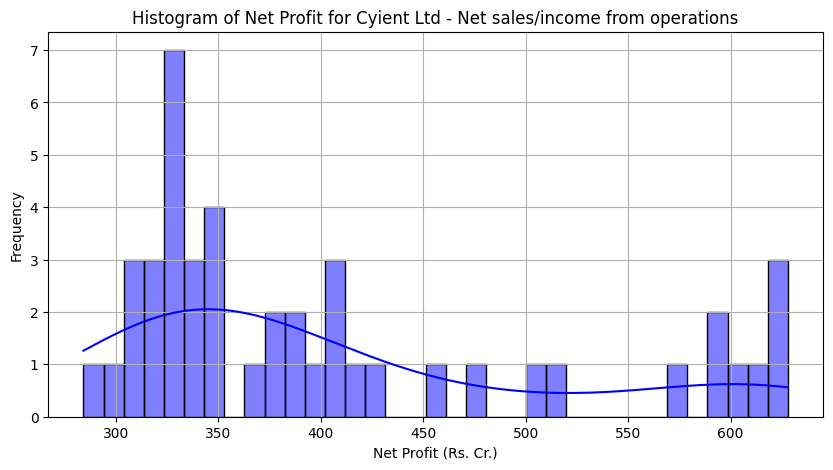 Histogram of Net Profit for Cyient Ltd - Net sales/income from operations
7
6
5
4
3
2
1
0
Frequency
300 350 400 450 500 550 600
Net Profit (Rs. Cr.)